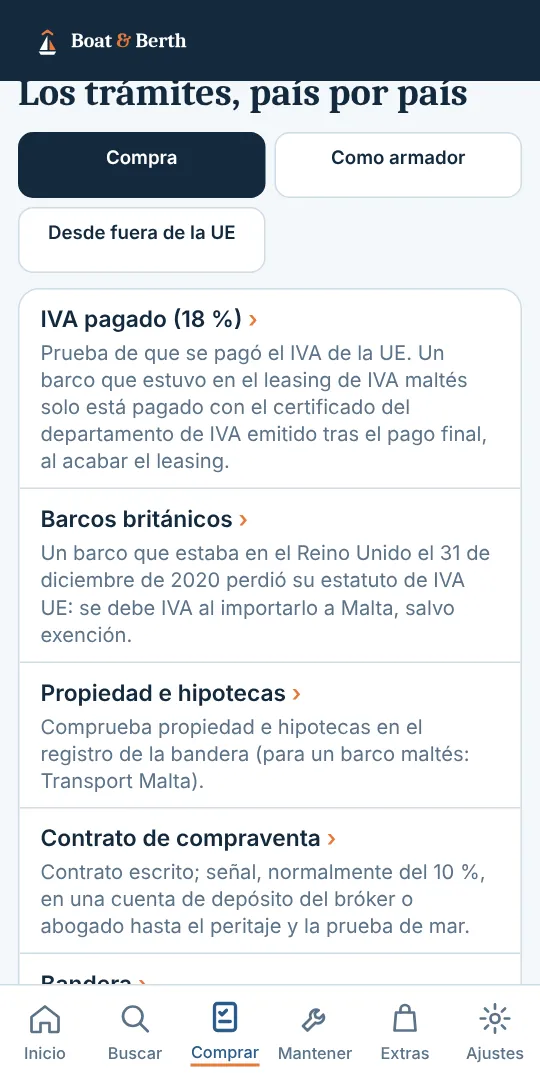 Boat & Berth
Los trámites, país por país
Compra
Como armador
Desde fuera de la UE
IVA pagado (18 %) ›
Prueba de que se pagó el IVA de la UE. Un
barco que estuvo en el leasing de IVA maltés
solo está pagado con el certificado del
departamento de IVA emitido tras el pago final,
al acabar el leasing.
Barcos británicos ›
Un barco que estaba en el Reino Unido el 31 de
diciembre de 2020 perdió su estatuto de IVA
UE: se debe IVA al importarlo a Malta, salvo
exención.
Propiedad e hipotecas ›
Comprueba propiedad e hipotecas en el
registro de la bandera (para un barco maltés:
Transport Malta).
Contrato de compraventa ›
Contrato escrito; señal, normalmente del 10 %,
en una cuenta de depósito del bróker o
abogado hasta el peritaje y la prueba de mar.
Bandera ›
Inicio
Buscar
Comprar
Mantener
Extras
Ajustes